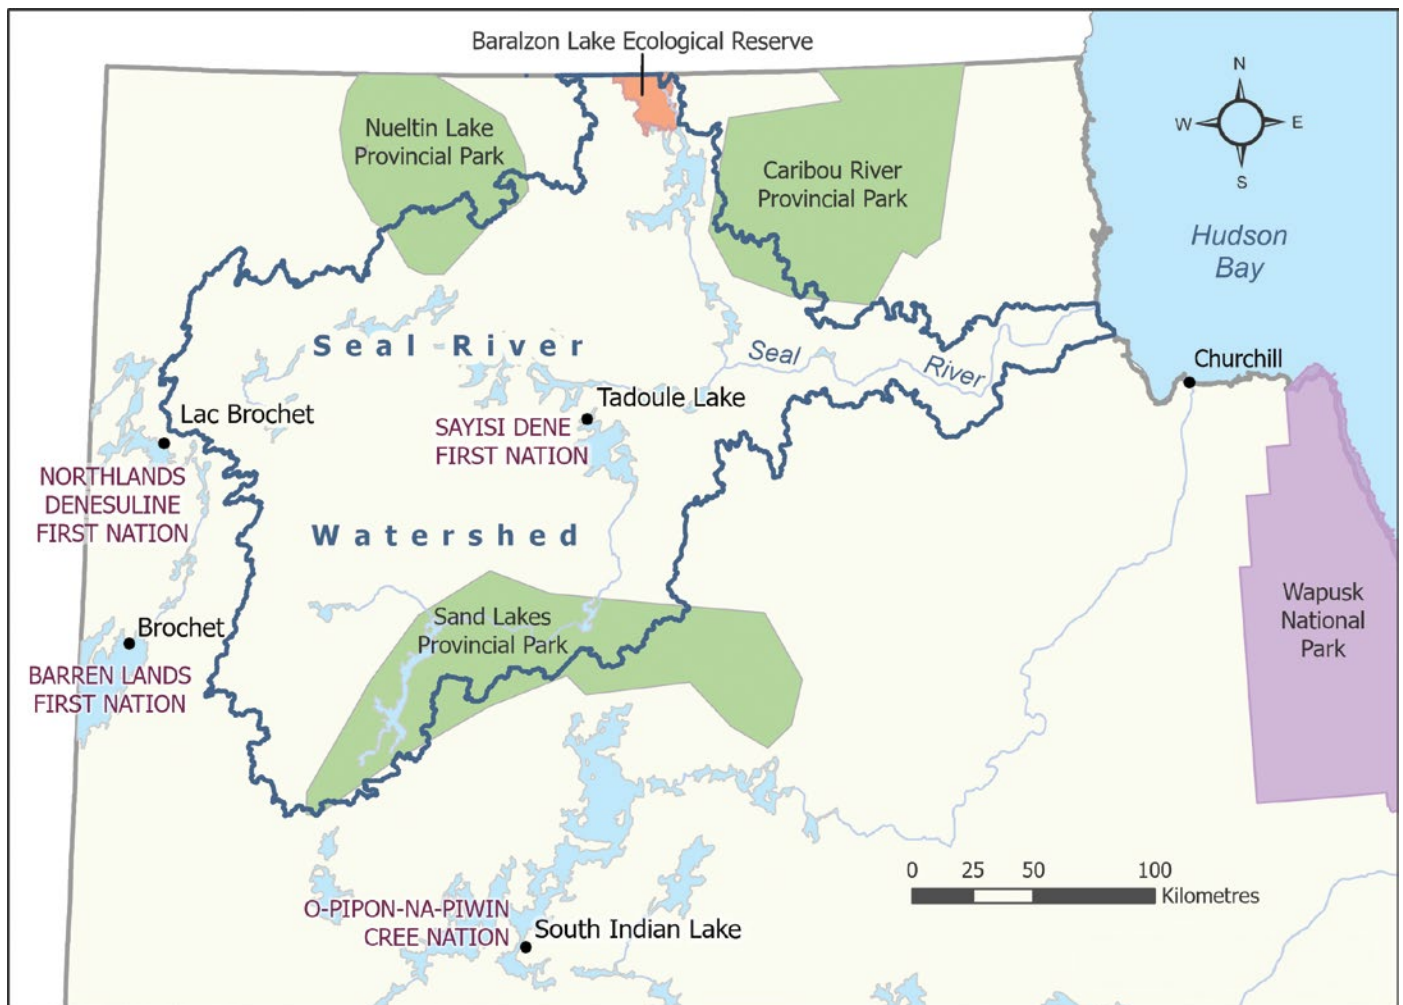 Baralzon Lake Ecological Reserve
N
W
E
S
Nueltin Lake
Provincial Park
Caribou River
Provincial Park
Hudson
Bay
Seal River
Seal
River
Churchill
Tadoule Lake
Lac Brochet
SAYISI DENE
FIRST NATION
NORTHLANDS
DENESULINE
FIRST NATION
Watershed
Wapusk
National
Park
Sand Lakes
Provincial Park
Brochet
BARREN LANDS
FIRST NATION
0 25 50 100
Kilometres
O-PIPON-NA-PIWIN
CREE NATION
South Indian Lake